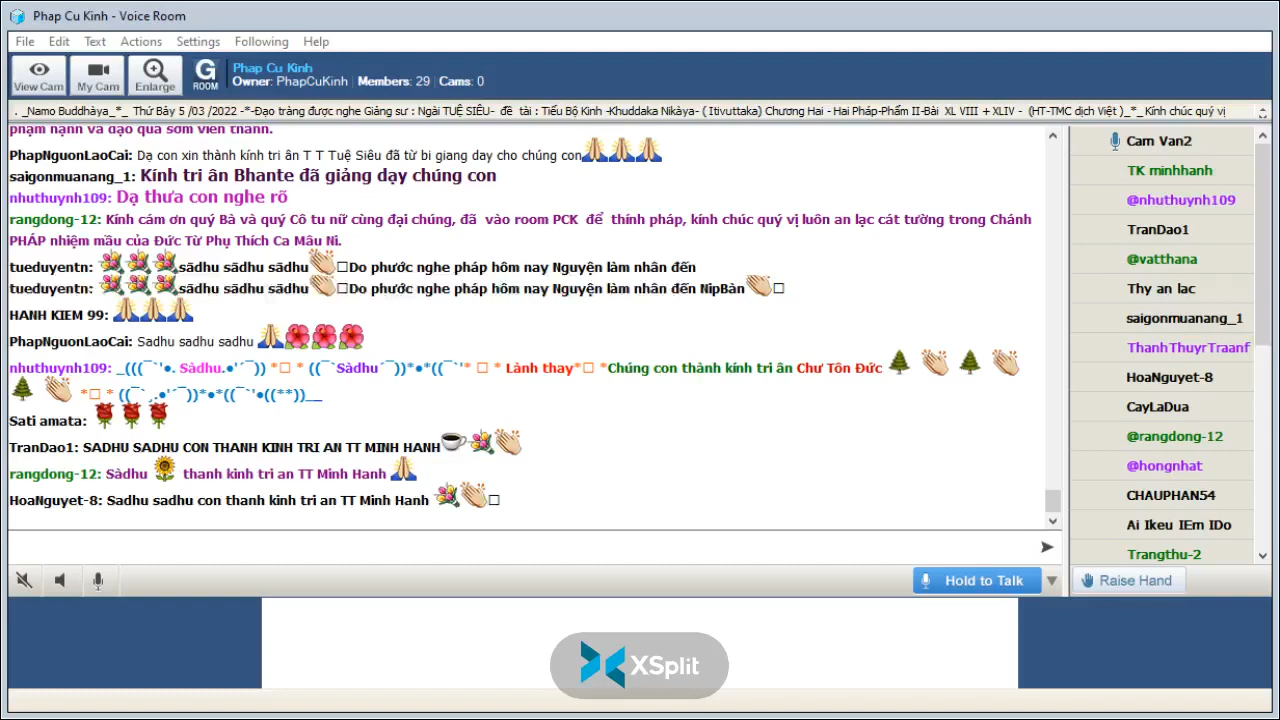 Phap Cu Kinh - Voice Room
File Edit Text Actions Settings Following Help
View Cam My Cam Enlarge G ROOM Phap Cu Kinh
Owner: PhapCuKinh | Members: 29 | Cams: 0
. _Namo Buddhàya_*_ Thứ Bảy 5 /03 /2022 -*-Đạo tràng được nghe Giảng sư : Ngài TUỆ SIÊU- đề tài : Tiểu Bộ Kinh -Khuddaka Nikàya- ( Itivuttaka) Chương Hai - Hai Pháp-Phẩm II-Bài XL VIII + XLIV - (HT-TMC dịch Việt )_*_Kính chúc quý vị
phạm hạnh và đạo quả sớm viên thành.
PhapNguonLaoCai: Dạ con xin thành kính tri ân T T Tuệ Siêu đã từ bi giang day cho chúng con
saigonmuanang_1: Kính tri ân Bhante đã giảng dạy chúng con
nhuthuynh109: Dạ thưa con nghe rõ
rangdong-12: Kính cám ơn quý Bà và quý Cô tu nữ cùng đại chúng, đã vào room PCK để thính pháp, kính chúc quý vị luôn an lạc cát tường trong Chánh
PHÁP nhiệm mầu của Đức Từ Phụ Thích Ca Mâu Ni.
tueduyentn: sādhu sādhu sādhu □Do phước nghe pháp hôm nay Nguyện làm nhân đến
tueduyentn: sādhu sādhu sādhu □Do phước nghe pháp hôm nay Nguyện làm nhân đến NipBàn □
HANH KIEM 99:
PhapNguonLaoCai: Sadhu sadhu sadhu
nhuthuynh109: _(((¯`'●. Sàdhu.●'´¯)) *□ * ((¯`Sàdhu´¯))*●*((¯`'* □ * Lành thay*□ *Chúng con thành kính tri ân Chư Tôn Đức
*□ * ((¯`¸.●'´¯))*●*((¯`'●((**))__
Sati amata:
TranDao1: SADHU SADHU CON THANH KINH TRI AN TT MINH HANH
rangdong-12: Sàdhu thanh kinh tri an TT Minh Hanh
HoaNguyet-8: Sadhu sadhu con thanh kinh tri an TT Minh Hanh □
Cam Van2
TK minhhanh
@nhuthuynh109
TranDao1
@vatthana
Thy an lac
saigonmuanang_1
ThanhThuyrTraanf
HoaNguyet-8
CayLaDua
@rangdong-12
@hongnhat
CHAUPHAN54
Ai Ikeu IEm IDo
Trangthu-2
Hold to Talk
Raise Hand
XSplit